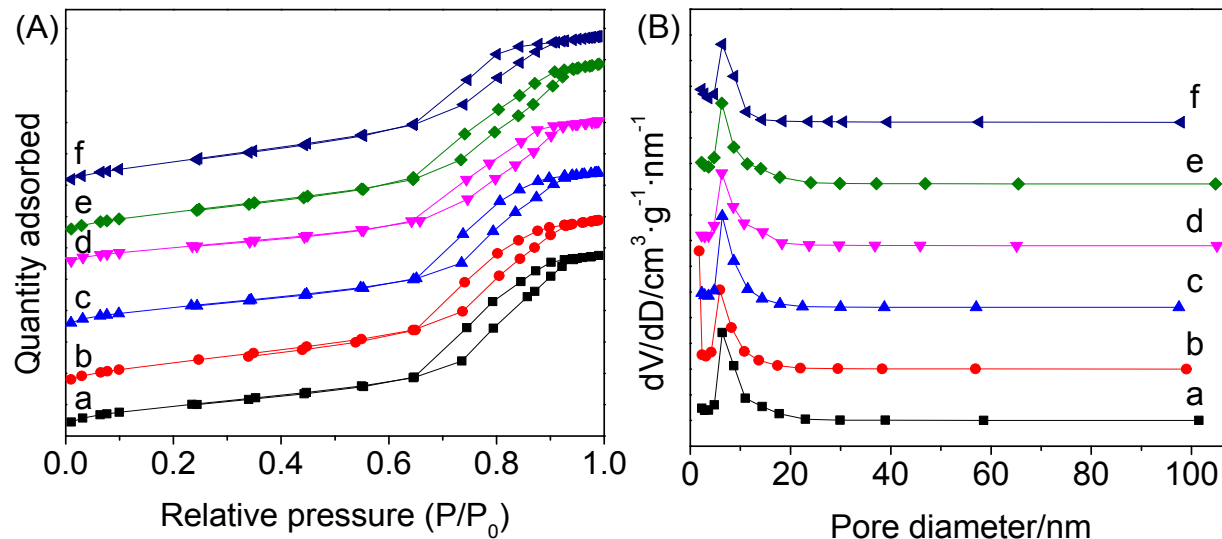 (A)
Quantity adsorbed
f
e
d
c
b
a
0.0 0.2 0.4 0.6 0.8 1.0
Relative pressure (P/P₀)
(B)
dV/dD/cm³·g⁻¹·nm⁻¹
f
e
d
c
b
a
0 20 40 60 80 100
Pore diameter/nm